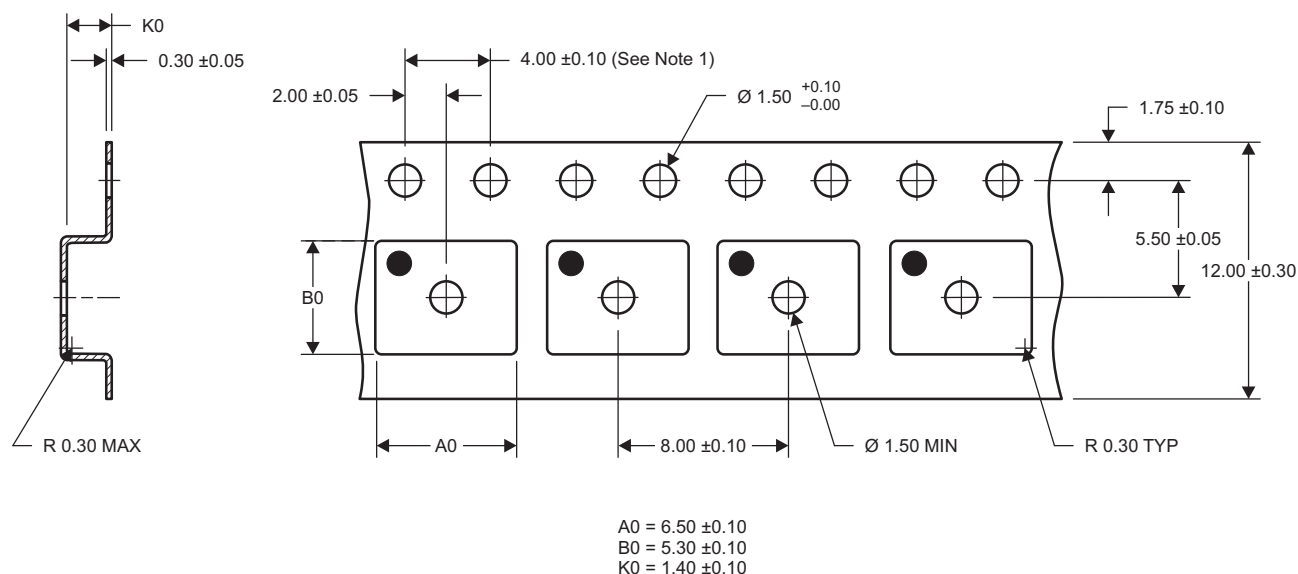 K0
0.30 ±0.05
4.00 ±0.10 (See Note 1)
2.00 ±0.05
Ø 1.50 +0.10 –0.00
1.75 ±0.10
5.50 ±0.05
12.00 ±0.30
B0
R 0.30 MAX
A0
8.00 ±0.10
Ø 1.50 MIN
R 0.30 TYP
A0 = 6.50 ±0.10
B0 = 5.30 ±0.10
K0 = 1.40 ±0.10